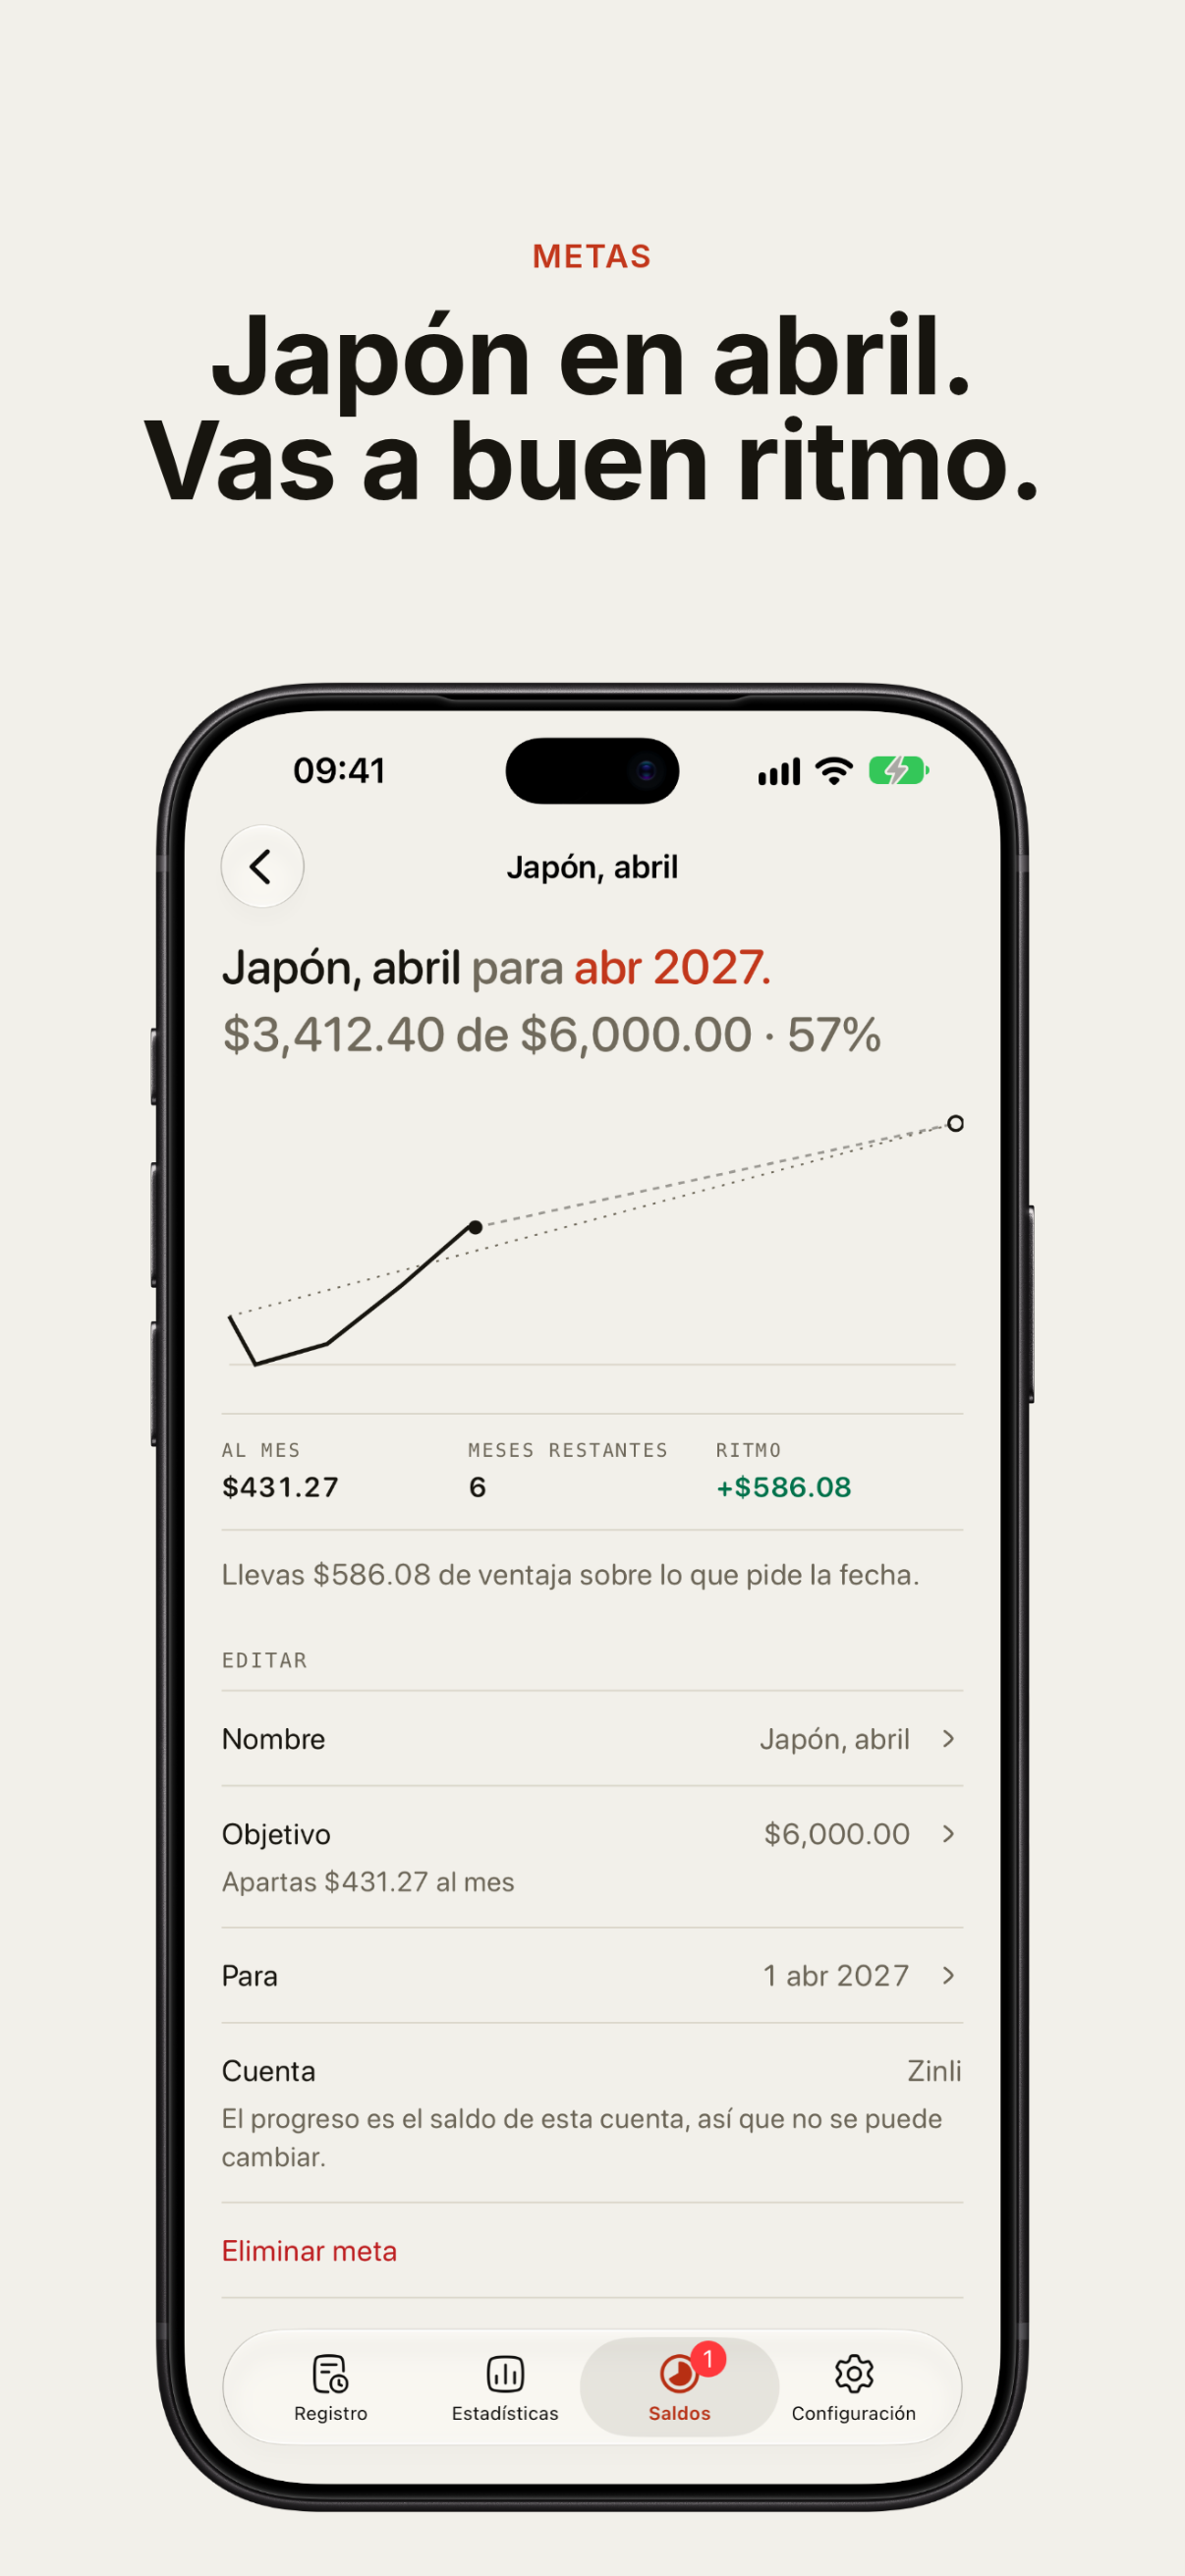 METAS
Japón en abril.
Vas a buen ritmo.
09:41
Japón, abril
Japón, abril para abr 2027.
$3,412.40 de $6,000.00 · 57%
AL MES
$431.27
MESES RESTANTES
6
RITMO
+$586.08
Llevas $586.08 de ventaja sobre lo que pide la fecha.
EDITAR
Nombre
Japón, abril
Objetivo
$6,000.00
Apartas $431.27 al mes
Para
1 abr 2027
Cuenta
Zinli
El progreso es el saldo de esta cuenta, así que no se puede
cambiar.
Eliminar meta
Registro
Estadísticas
1
Saldos
Configuración